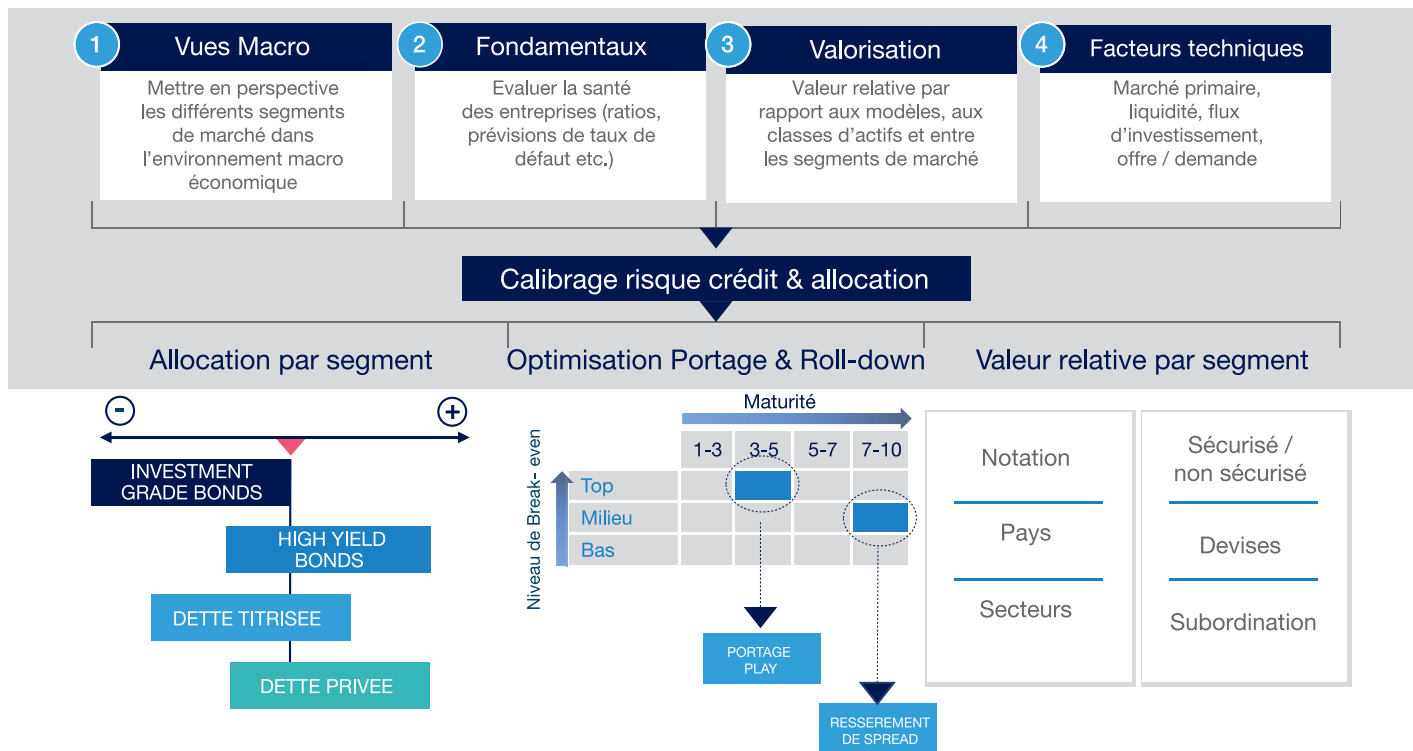 1
Vues Macro
Mettre en perspective
les différents segments
de marché dans
l'environnement macro
économique
2
Fondamentaux
Evaluer la santé
des entreprises (ratios,
prévisions de taux de
défaut etc.)
3
Valorisation
Valeur relative par
rapport aux modèles, aux
classes d'actifs et entre
les segments de marché
4
Facteurs techniques
Marché primaire,
liquidité, flux
d'investissement,
offre / demande
Calibrage risque crédit & allocation
Allocation par segment
-
+
INVESTMENT
GRADE BONDS
HIGH YIELD
BONDS
DETTE TITRISEE
DETTE PRIVEE
Optimisation Portage & Roll-down
Maturité
Niveau de Break- even
1-3 3-5 5-7 7-10
Top
Milieu
Bas
PORTAGE
PLAY
RESSEREMENT
DE SPREAD
Valeur relative par segment
Notation
Pays
Secteurs
Sécurisé /
non sécurisé
Devises
Subordination